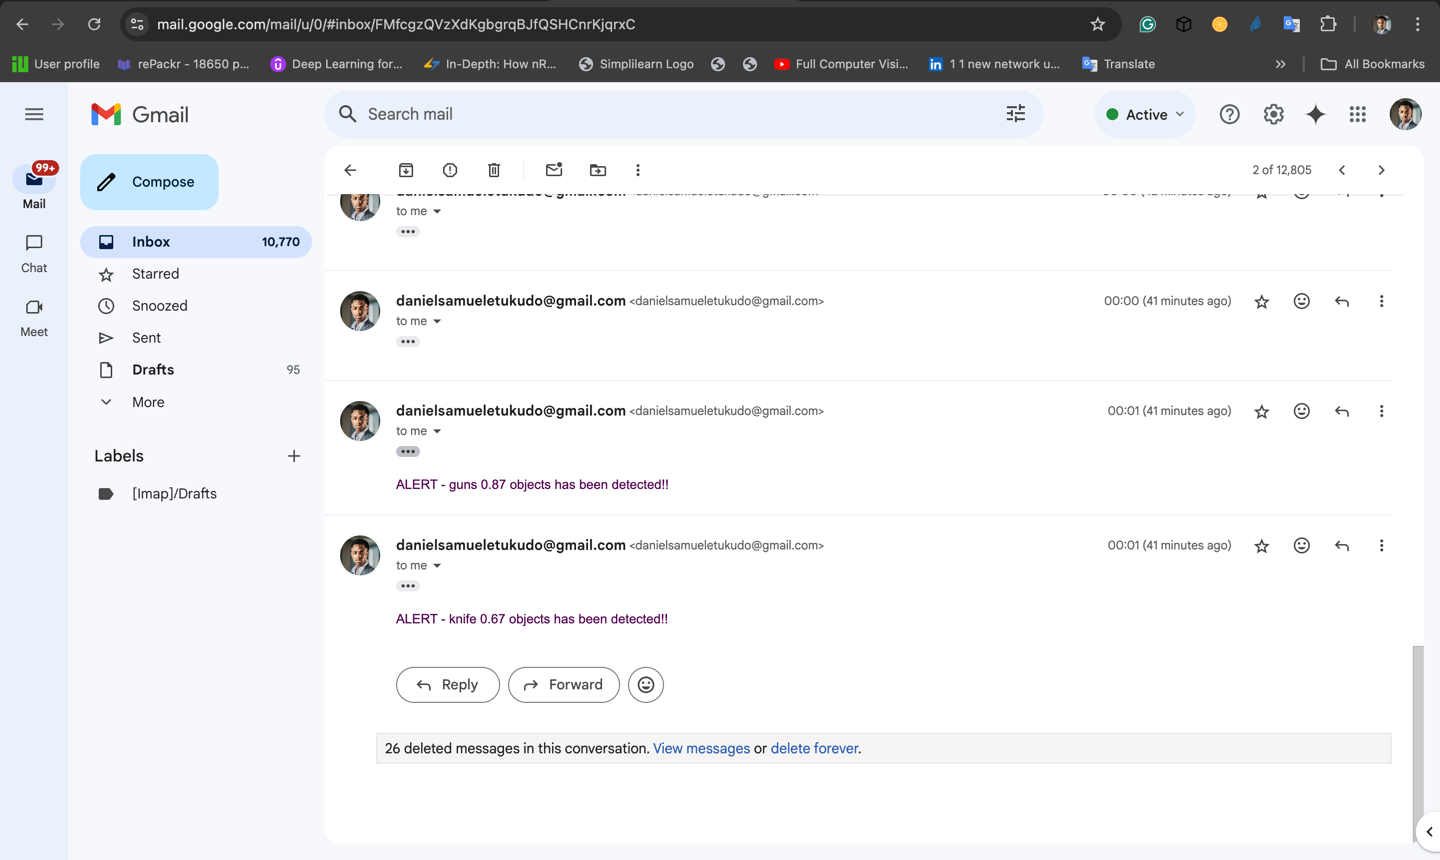 mail.google.com/mail/u/0/#inbox/FMfcgzQVzXdKgbgrqBJfQSHCnrKjqrxC
User profile
rePackr - 18650 p...
Deep Learning for...
In-Depth: How nR...
Simplilearn Logo
Full Computer Visi...
1 1 new network u...
Translate
»
All Bookmarks
Gmail
Search mail
Active
99+
Mail
Chat
Meet
Compose
Inbox 10,770
Starred
Snoozed
Sent
Drafts 95
More
Labels
[Imap]/Drafts
2 of 12,805
danielsamueletukudo@gmail.com <danielsamueletukudo@gmail.com>
to me
danielsamueletukudo@gmail.com <danielsamueletukudo@gmail.com> 00:00 (41 minutes ago)
to me
danielsamueletukudo@gmail.com <danielsamueletukudo@gmail.com> 00:01 (41 minutes ago)
to me
ALERT - guns 0.87 objects has been detected!!
danielsamueletukudo@gmail.com <danielsamueletukudo@gmail.com> 00:01 (41 minutes ago)
to me
ALERT - knife 0.67 objects has been detected!!
Reply
Forward
26 deleted messages in this conversation. View messages or delete forever.